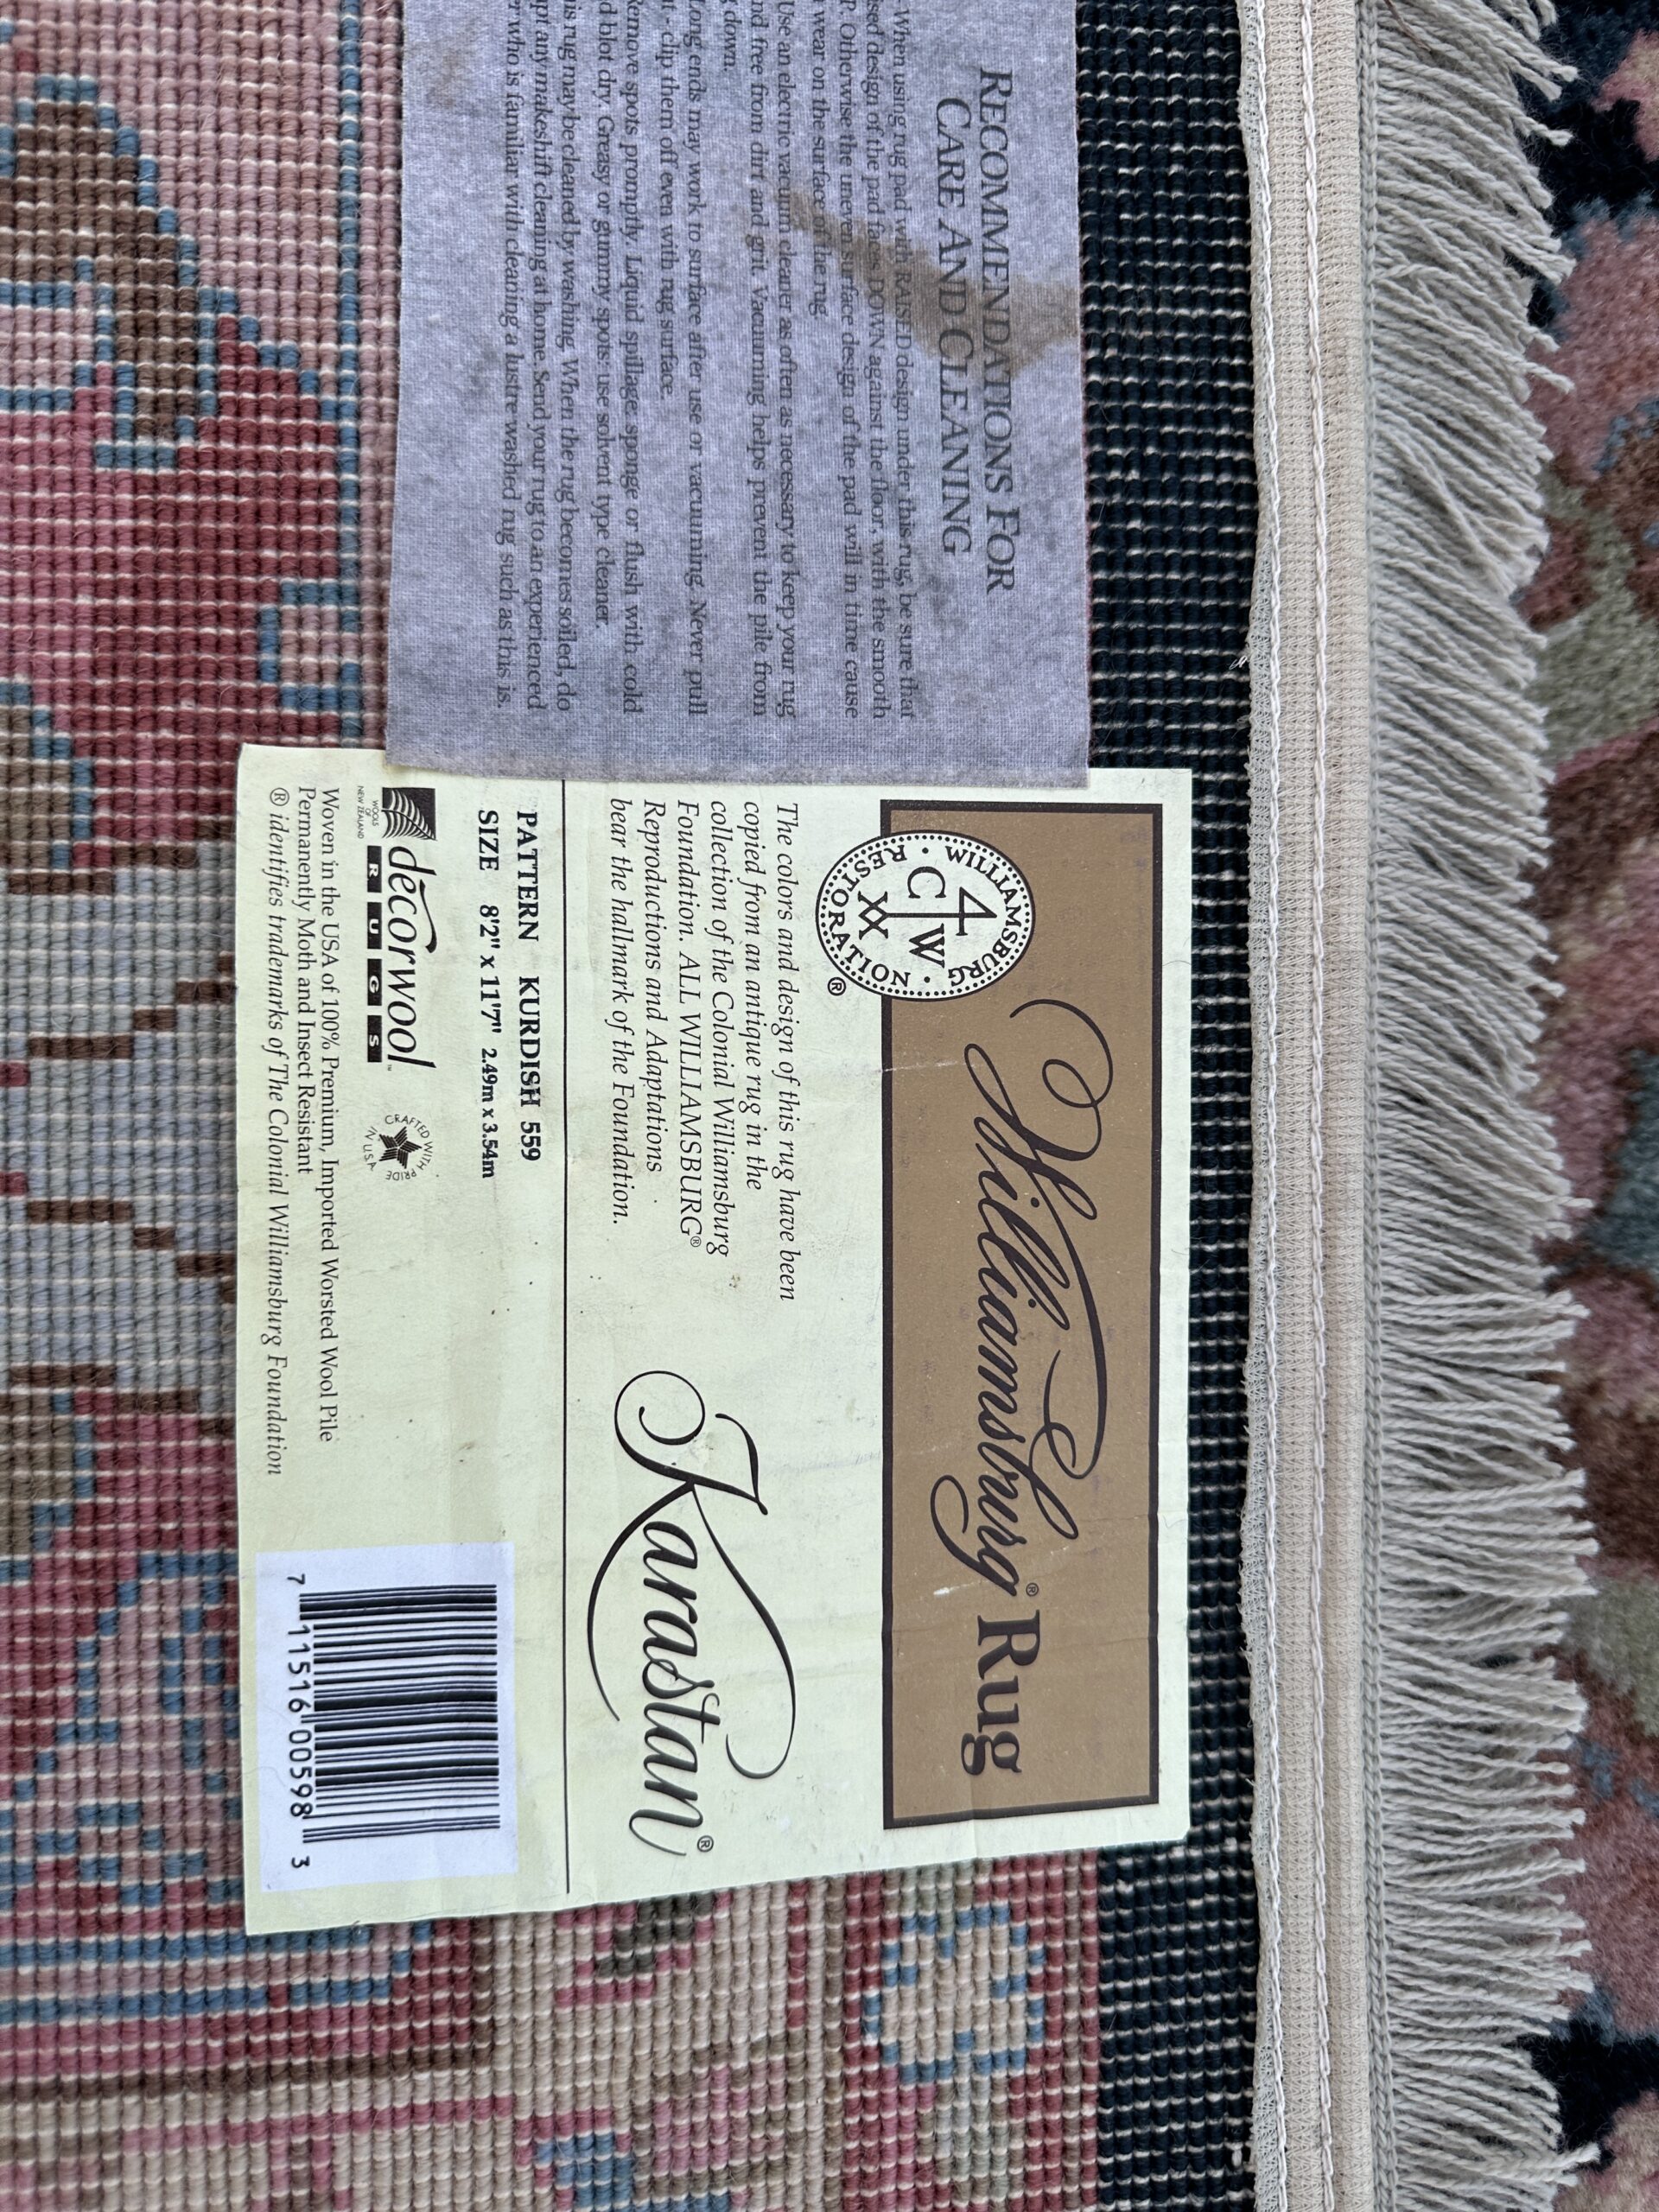 RECOMMENDATIONS FOR
CARE AND CLEANING
-When using rug pad with RAISED design under this rug, be sure that
sed design of the pad faces DOWN against the floor, with the smooth
P. Otherwise the uneven surface design of the pad will in time cause
wear on the surface of the rug.
Use an electric vacuum cleaner as often as necessary to keep your rug
nd free from dirt and grit. Vacuuming helps prevent the pile from
g down.
Long ends may work to surface after use or vacuuming. Never pull
t - clip them off even with rug surface.
Remove spots promptly. Liquid spillage: sponge or flush with cold
d blot dry. Greasy or gummy spots: use solvent type cleaner.
is rug may be cleaned by washing. When the rug becomes soiled, do
pt any makeshift cleaning at home. Send your rug to an experienced
r who is familiar with cleaning a lustre washed rug such as this is.
Williamsburg® Rug
WILLIAMSBURG · RESTORATION ·
C W
XX
®
The colors and design of this rug have been
copied from an antique rug in the
collection of the Colonial Williamsburg
Foundation. ALL WILLIAMSBURG®
Reproductions and Adaptations
bear the hallmark of the Foundation.
Karastan®
PATTERN KURDISH 559
SIZE 8'2" x 11'7" 2.49m x 3.54m
WOOLS
OF
NEW ZEALAND
decorwool™
RUGS
CRAFTED WITH PRIDE IN U.S.A.
Woven in the USA of 100% Premium, Imported Worsted Wool Pile
Permanently Moth and Insect Resistant
® identifies trademarks of The Colonial Williamsburg Foundation
7 11516 00598 3